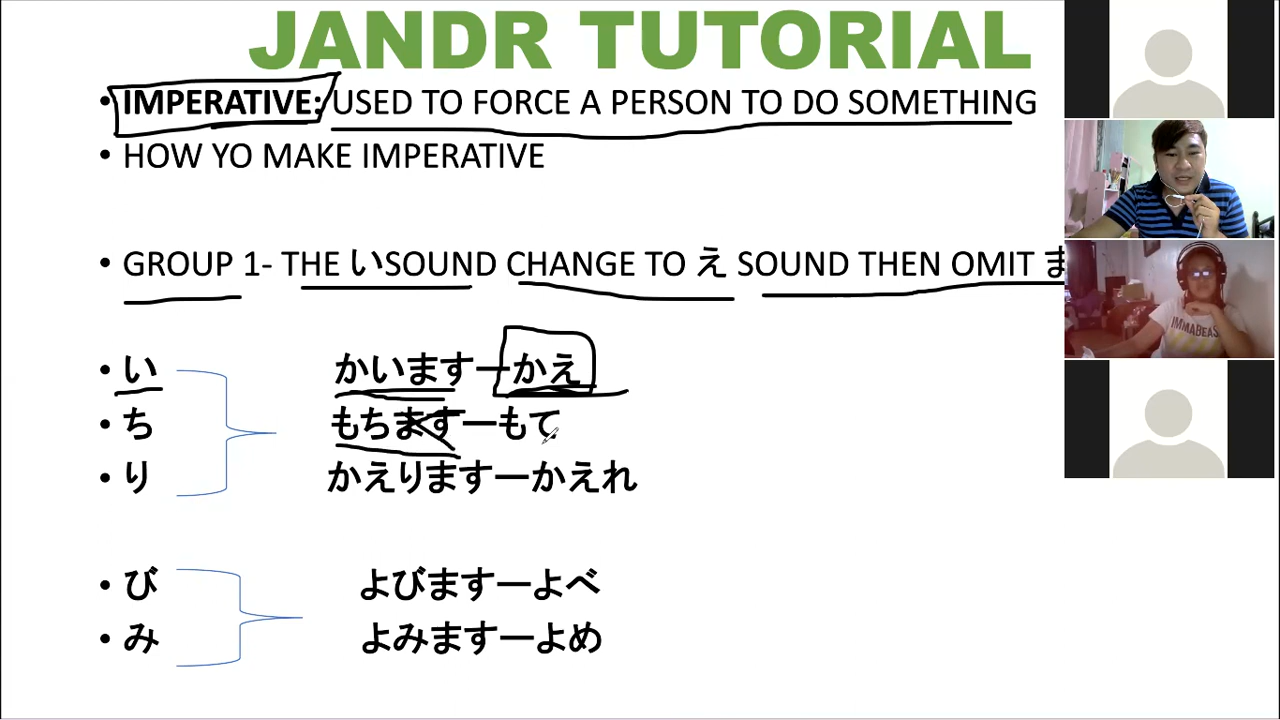 JANDR TUTORIAL
• IMPERATIVE: USED TO FORCE A PERSON TO DO SOMETHING
• HOW YO MAKE IMPERATIVE
• GROUP 1- THE いSOUND CHANGE TO え SOUND THEN OMIT ま
• い かいますーかえ
• ち もちますーもて
• り かえりますーかえれ
• び よびますーよべ
• み よみますーよめ